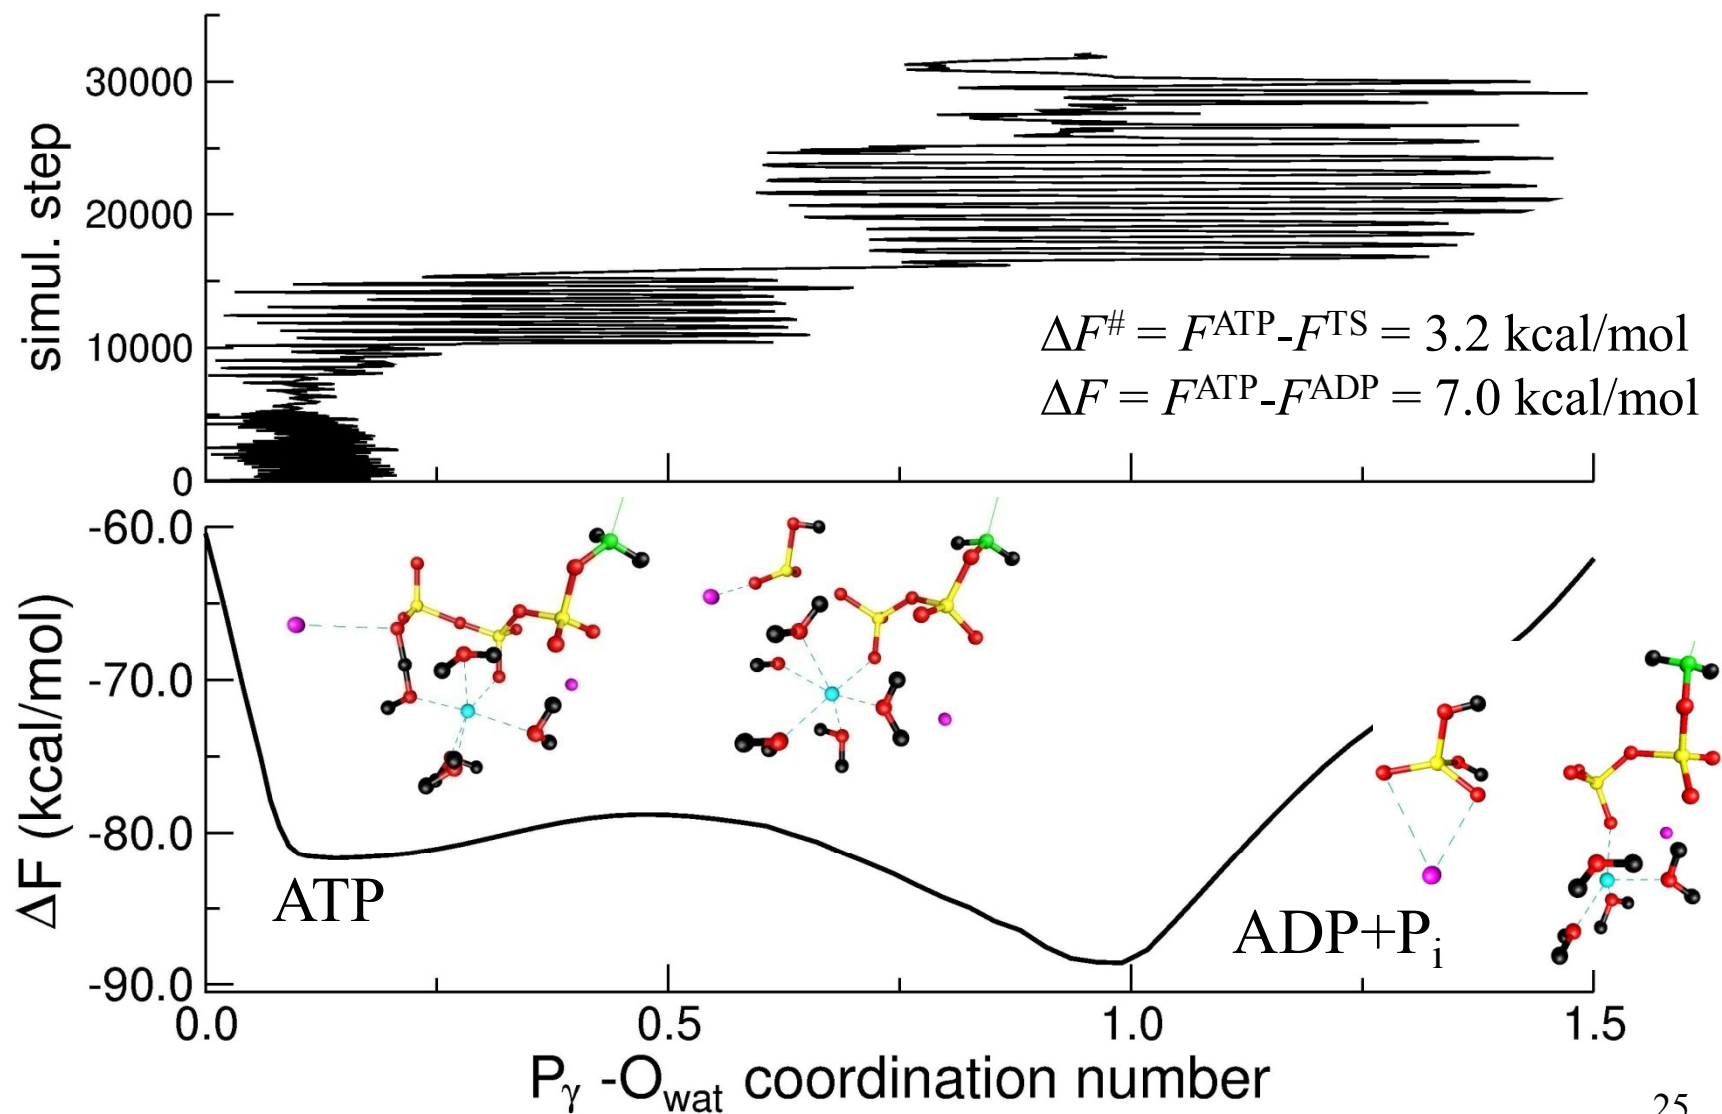 simul. step
30000
20000
10000
0
ΔF# = FATP-FTS = 3.2 kcal/mol
ΔF = FATP-FADP = 7.0 kcal/mol
ΔF (kcal/mol)
-60.0
-70.0
-80.0
-90.0
ATP
ADP+Pi
0.0 0.5 1.0 1.5
Pγ -Owat coordination number
25